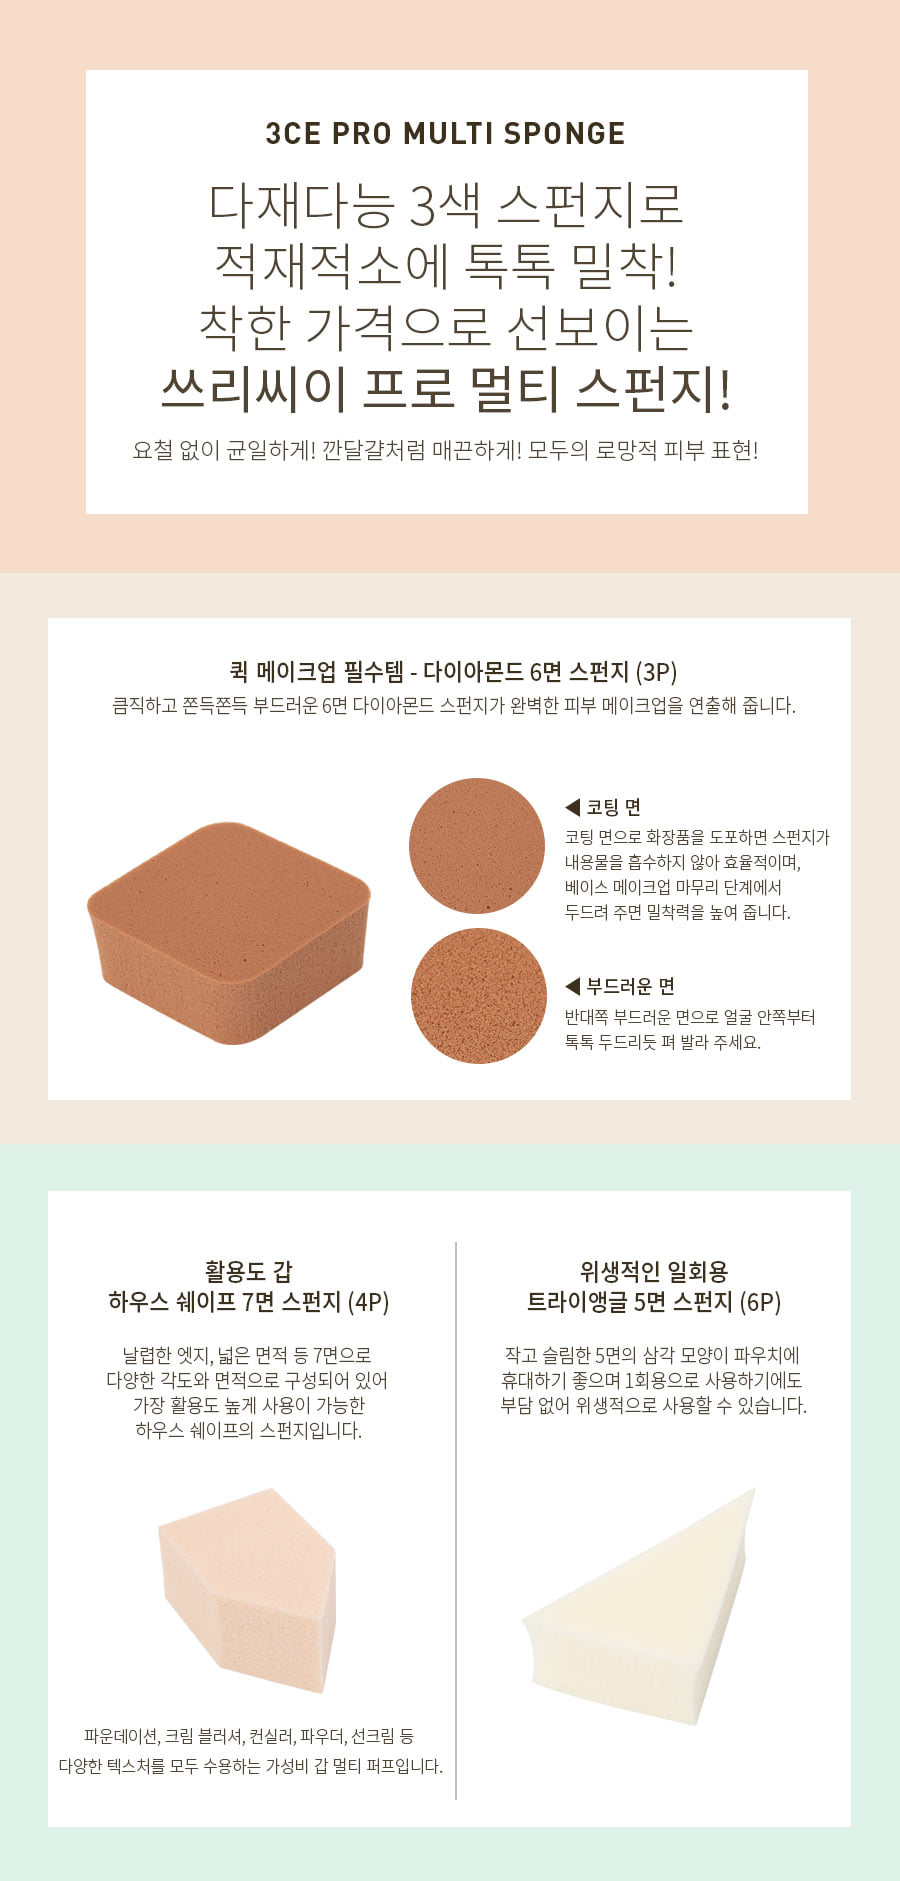 3CE PRO MULTI SPONGE
다재다능 3색 스펀지로
적재적소에 톡톡 밀착!
착한 가격으로 선보이는
쓰리씨이 프로 멀티 스펀지!
요철 없이 균일하게! 깐달걀처럼 매끈하게! 모두의 로망적 피부 표현!
퀵 메이크업 필수템 - 다이아몬드 6면 스펀지 (3P)
큼직하고 쫀득쫀득 부드러운 6면 다이아몬드 스펀지가 완벽한 피부 메이크업을 연출해 줍니다.
◀ 코팅 면
코팅 면으로 화장품을 도포하면 스펀지가
내용물을 흡수하지 않아 효율적이며,
베이스 메이크업 마무리 단계에서
두드려 주면 밀착력을 높여 줍니다.
◀ 부드러운 면
반대쪽 부드러운 면으로 얼굴 안쪽부터
톡톡 두드리듯 펴 발라 주세요.
활용도 갑
하우스 쉐이프 7면 스펀지 (4P)
날렵한 엣지, 넓은 면적 등 7면으로
다양한 각도와 면적으로 구성되어 있어
가장 활용도 높게 사용이 가능한
하우스 쉐이프의 스펀지입니다.
파운데이션, 크림 블러셔, 컨실러, 파우더, 선크림 등
다양한 텍스처를 모두 수용하는 가성비 갑 멀티 퍼프입니다.
위생적인 일회용
트라이앵글 5면 스펀지 (6P)
작고 슬림한 5면의 삼각 모양이 파우치에
휴대하기 좋으며 1회용으로 사용하기에도
부담 없어 위생적으로 사용할 수 있습니다.